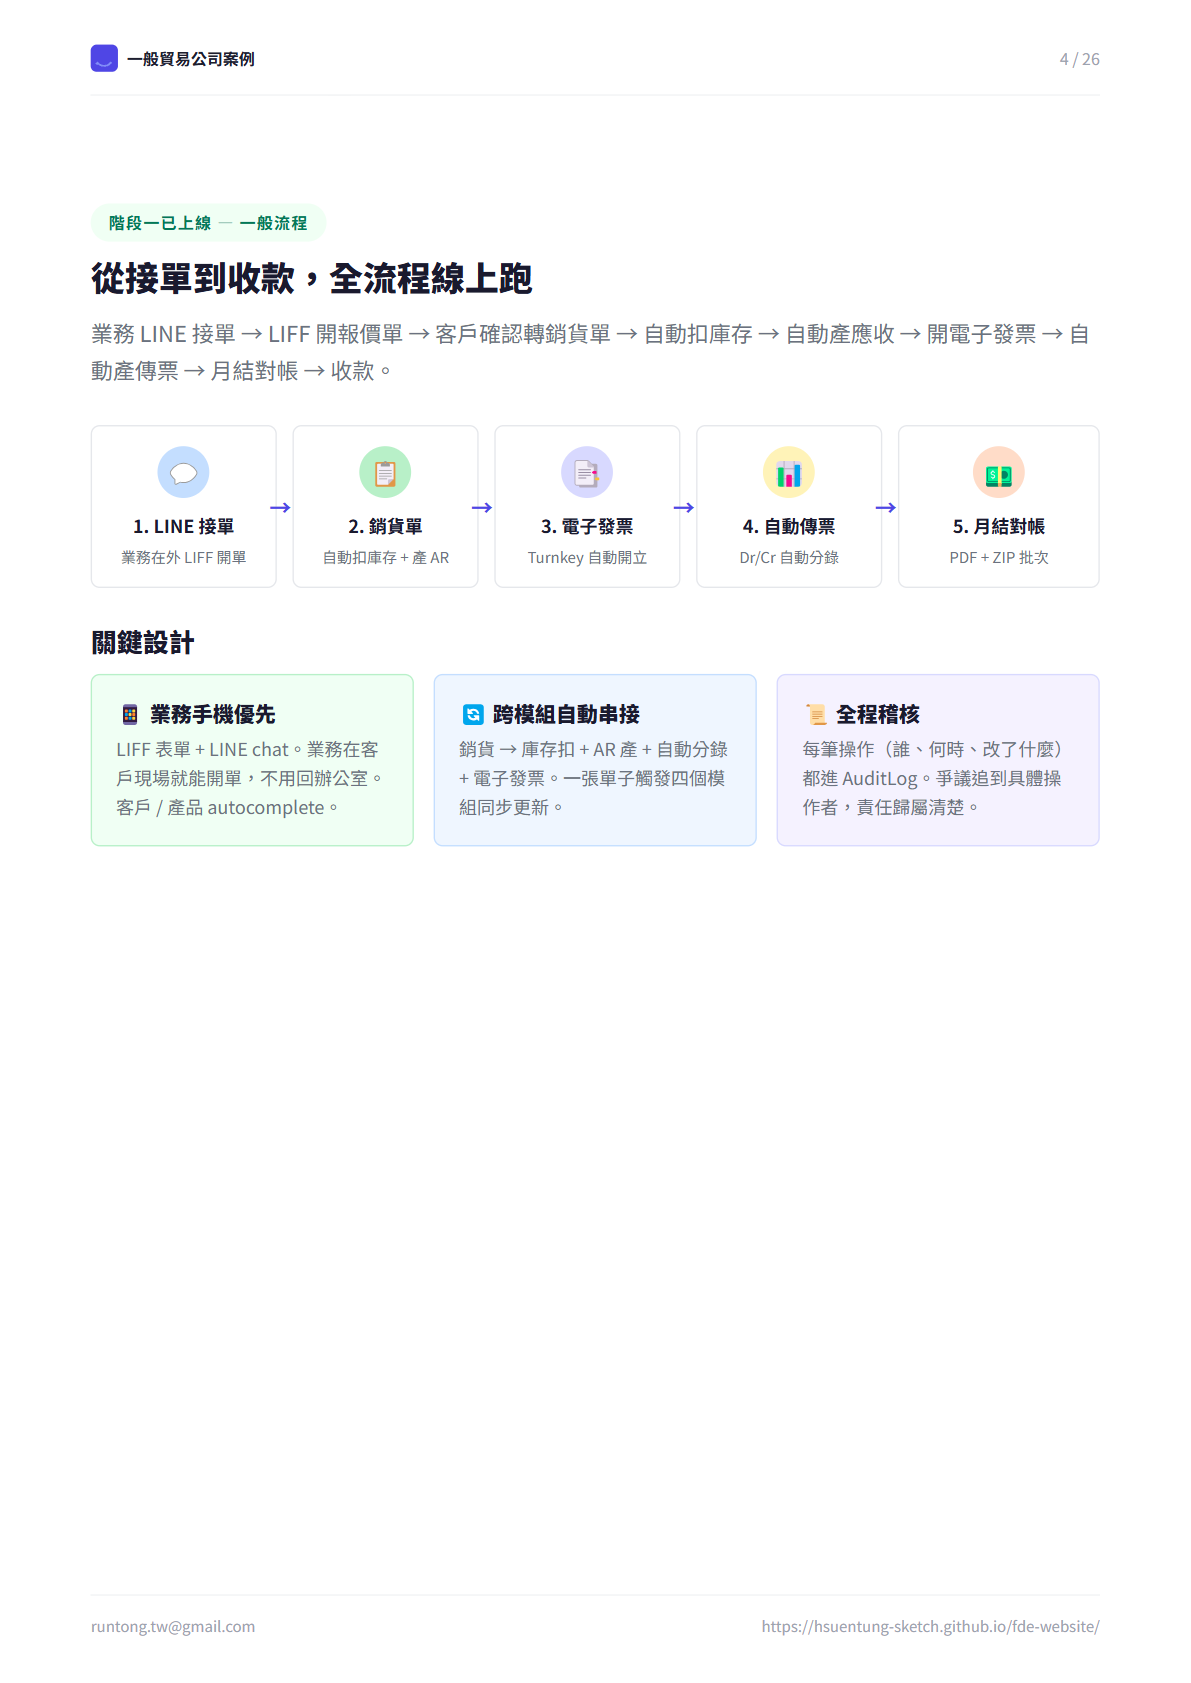 一般貿易公司案例
4 / 26
階段一已上線 — 一般流程
從接單到收款，全流程線上跑
業務 LINE 接單 → LIFF 開報價單 → 客戶確認轉銷貨單 → 自動扣庫存 → 自動產應收 → 開電子發票 → 自
動產傳票 → 月結對帳 → 收款。
1. LINE 接單
業務在外 LIFF 開單
→
2. 銷貨單
自動扣庫存 + 產 AR
→
3. 電子發票
Turnkey 自動開立
→
4. 自動傳票
Dr/Cr 自動分錄
→
5. 月結對帳
PDF + ZIP 批次
關鍵設計
業務手機優先
LIFF 表單 + LINE chat。業務在客
戶現場就能開單，不用回辦公室。
客戶 / 產品 autocomplete。
跨模組自動串接
銷貨 → 庫存扣 + AR 產 + 自動分錄
+ 電子發票。一張單子觸發四個模
組同步更新。
全程稽核
每筆操作（誰、何時、改了什麼）
都進 AuditLog。爭議追到具體操
作者，責任歸屬清楚。
runtong.tw@gmail.com
https://hsuentung-sketch.github.io/fde-website/